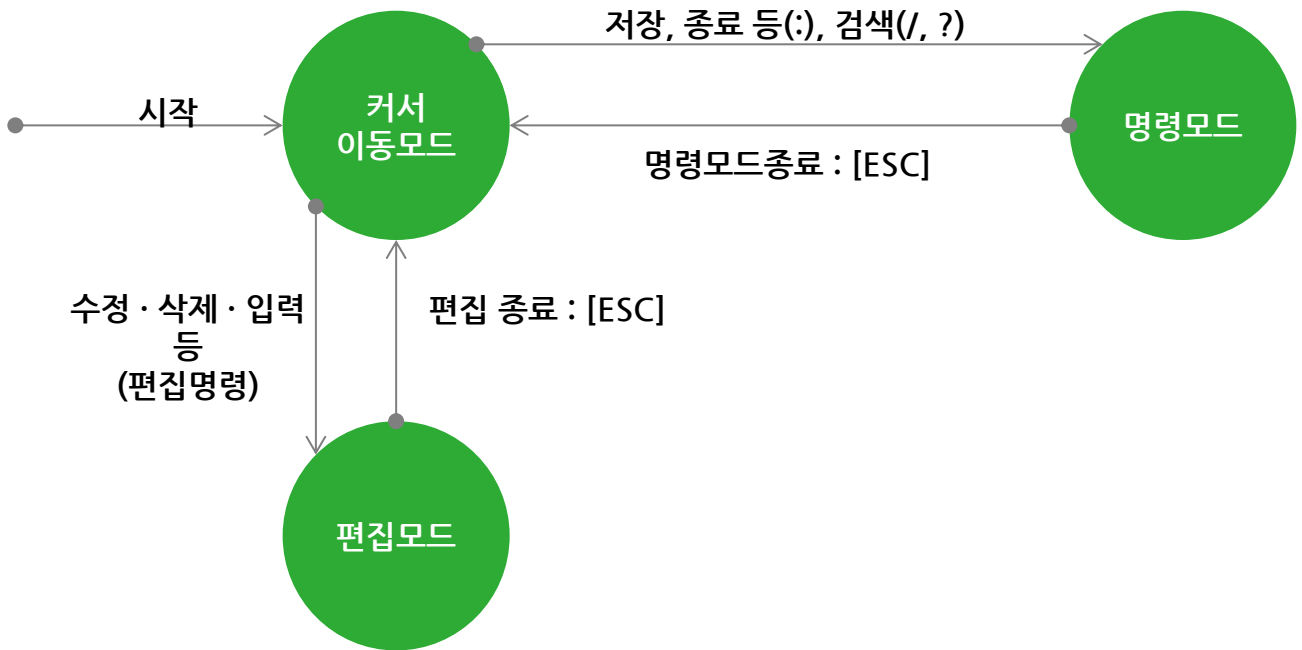 저장, 종료 등(:), 검색(/, ?)
시작
커서
이동모드
명령모드
명령모드종료 : [ESC]
수정 · 삭제 · 입력
등
(편집명령)
편집 종료 : [ESC]
편집모드